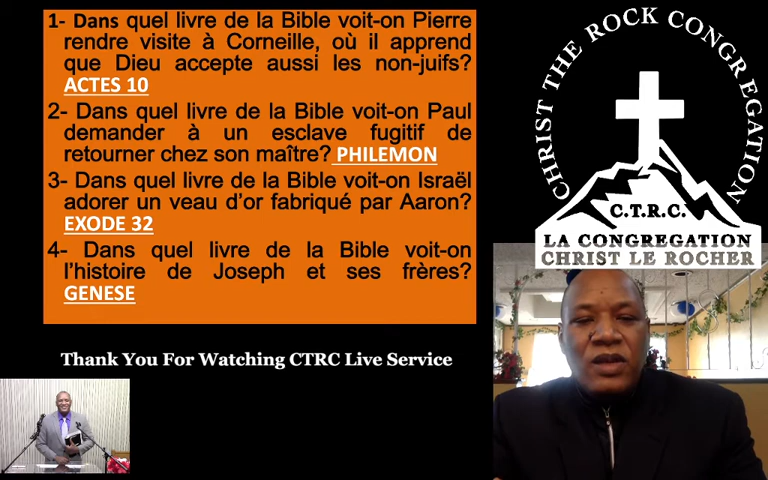 1- Dans quel livre de la Bible voit-on Pierre
rendre visite à Corneille, où il apprend
que Dieu accepte aussi les non-juifs?
ACTES 10
2- Dans quel livre de la Bible voit-on Paul
demander à un esclave fugitif de
retourner chez son maître? PHILEMON
3- Dans quel livre de la Bible voit-on Israël
adorer un veau d'or fabriqué par Aaron?
EXODE 32
4- Dans quel livre de la Bible voit-on
l'histoire de Joseph et ses frères?
GENESE
Thank You For Watching CTRC Live Service
CHRIST THE ROCK CONGREGATION
C.T.R.C.
LA CONGREGATION
CHRIST LE ROCHER